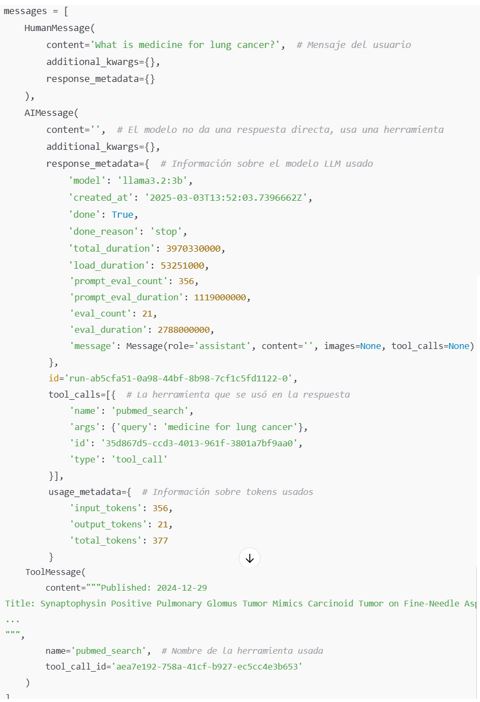 messages = [
HumanMessage(
content='What is medicine for lung cancer?',  # Mensaje del usuario
additional_kwargs={},
response_metadata={}
),
AIMessage(
content='',  # El modelo no da una respuesta directa, usa una herramienta
additional_kwargs={},
response_metadata={  # Información sobre el modelo LLM usado
'model': 'llama3.2:3b',
'created_at': '2025-03-03T13:52:03.7396662Z',
'done': True,
'done_reason': 'stop',
'total_duration': 3970330000,
'load_duration': 53251000,
'prompt_eval_count': 356,
'prompt_eval_duration': 1119000000,
'eval_count': 21,
'eval_duration': 2788000000,
'message': Message(role='assistant', content='', images=None, tool_calls=None)
},
id='run-ab5cfa51-0a98-44bf-8b98-7cf1c5fd1122-0',
tool_calls=[{  # La herramienta que se usó en la respuesta
'name': 'pubmed_search',
'args': {'query': 'medicine for lung cancer'},
'id': '35d867d5-ccd3-4013-961f-3801a7bf9aa0',
'type': 'tool_call'
}],
usage_metadata={  # Información sobre tokens usados
'input_tokens': 356,
'output_tokens': 21,
'total_tokens': 377
}
ToolMessage(
content="""Published: 2024-12-29
Title: Synaptophysin Positive Pulmonary Glomus Tumor Mimics Carcinoid Tumor on Fine-Needle Asp
...
""",
name='pubmed_search',  # Nombre de la herramienta usada
tool_call_id='aea7e192-758a-41cf-b927-ec5cc4e3b653'
)
]